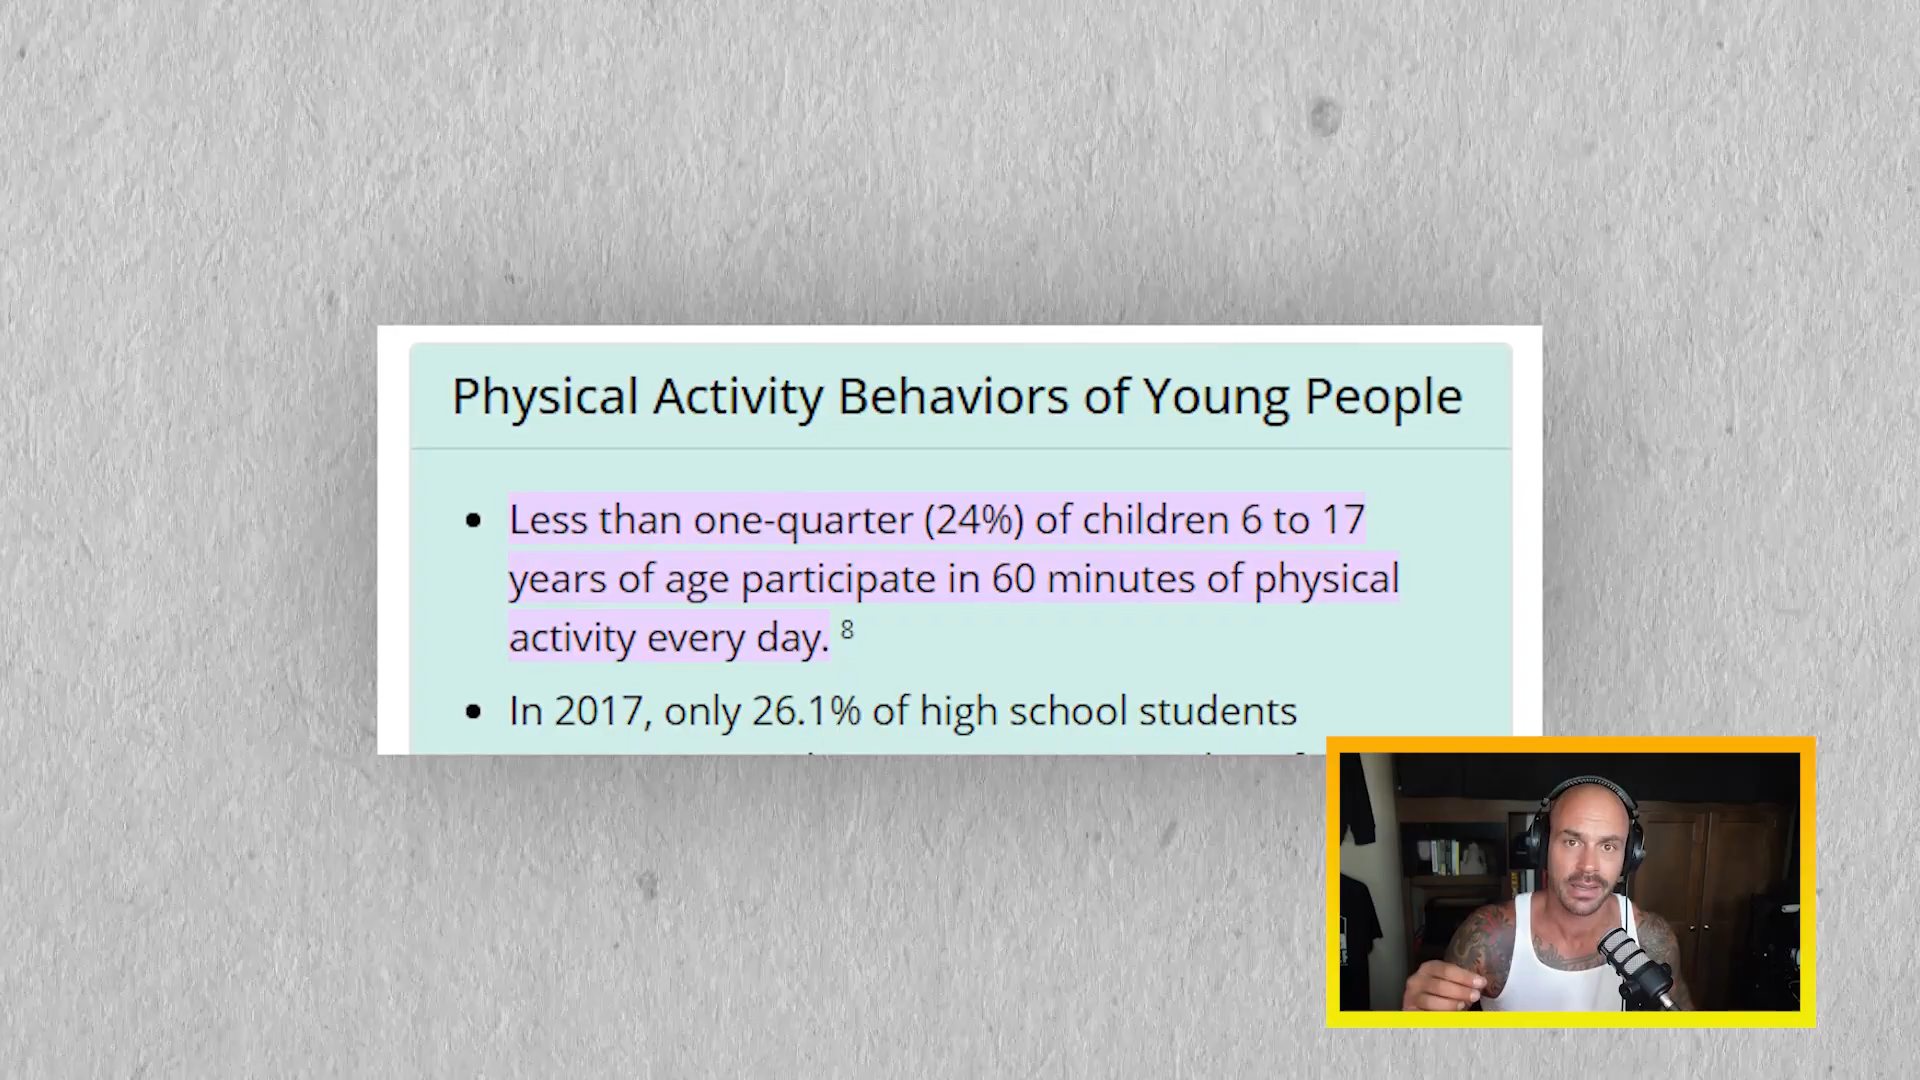 Physical Activity Behaviors of Young People
• Less than one-quarter (24%) of children 6 to 17
years of age participate in 60 minutes of physical
activity every day. 8
• In 2017, only 26.1% of high school students